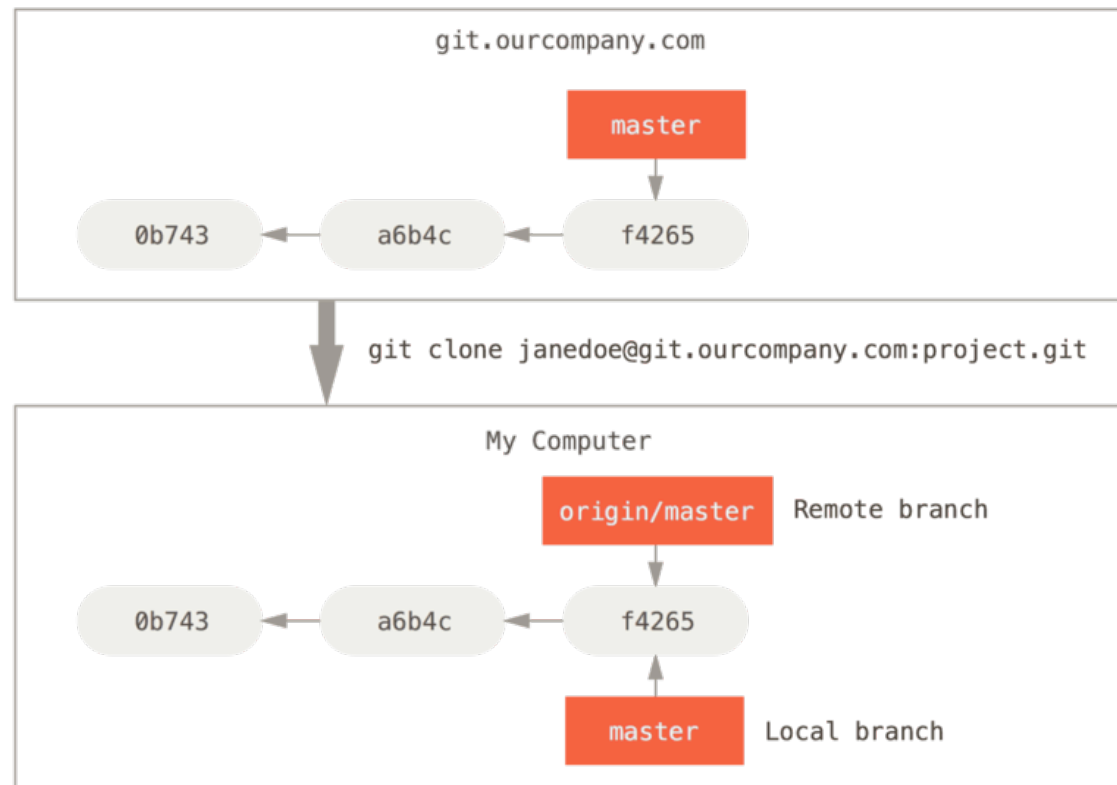 git.ourcompany.com
master
0b743
a6b4c
f4265
git clone janedoe@git.ourcompany.com:project.git
My Computer
origin/master
Remote branch
0b743
a6b4c
f4265
master
Local branch